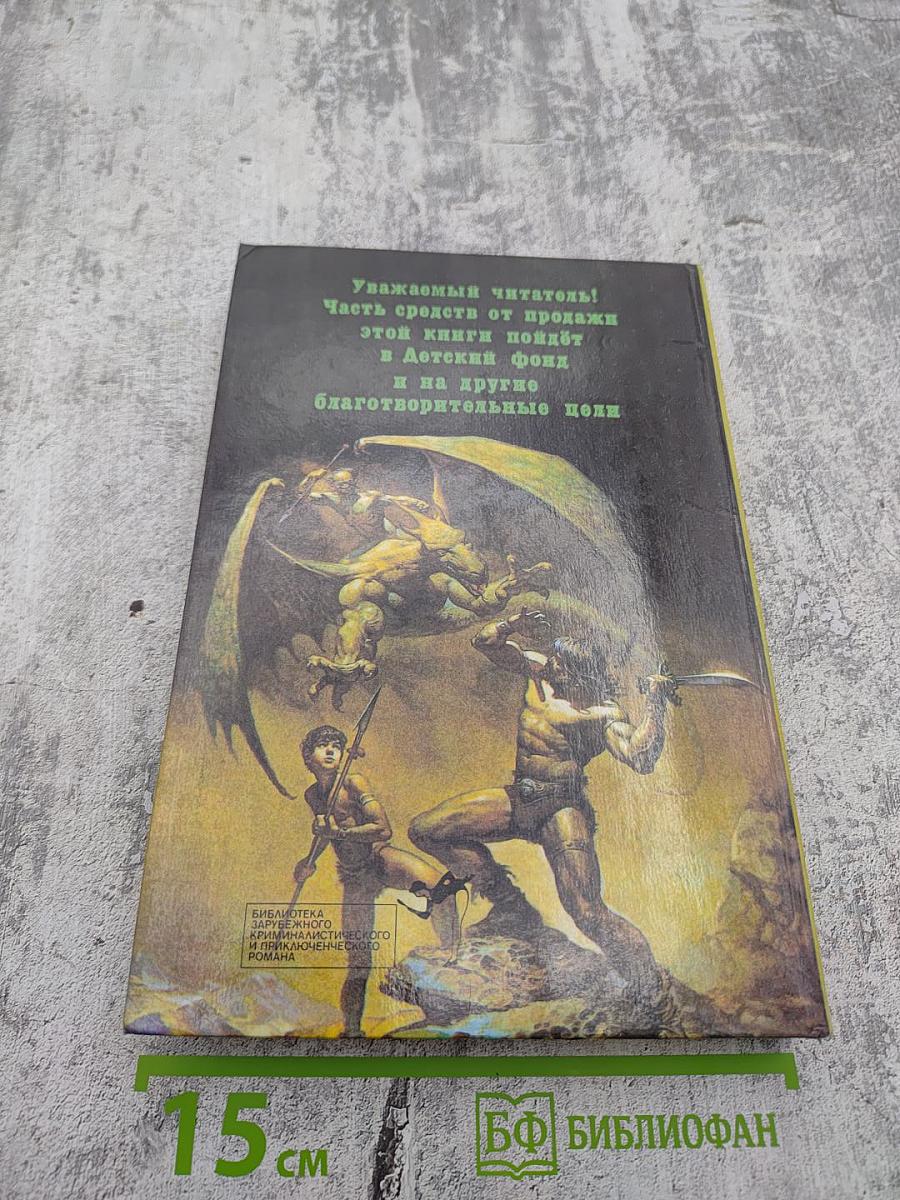 Уважаемый читатель!
Часть средств от продажи
этой книги пойдёт
в Детский фонд
и на другие
благотворительные цели
БИБЛИОТЕКА
ЗАРУБЕЖНОГО
КРИМИНАЛИСТИЧЕСКОГО
И ПРИКЛЮЧЕНЧЕСКОГО
РОМАНА
15 см
БФ БИБЛИОФАН